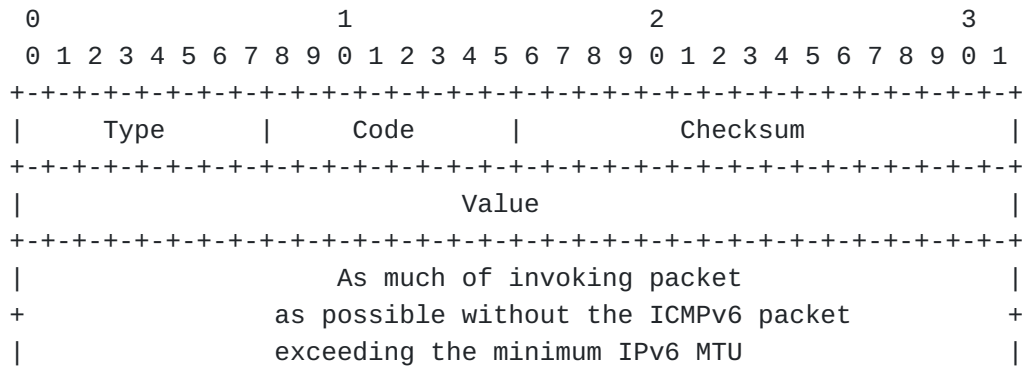 0                   1                   2                   3
 0 1 2 3 4 5 6 7 8 9 0 1 2 3 4 5 6 7 8 9 0 1 2 3 4 5 6 7 8 9 0 1
+-+-+-+-+-+-+-+-+-+-+-+-+-+-+-+-+-+-+-+-+-+-+-+-+-+-+-+-+-+-+-+-+
|     Type      |     Code      |          Checksum             |
+-+-+-+-+-+-+-+-+-+-+-+-+-+-+-+-+-+-+-+-+-+-+-+-+-+-+-+-+-+-+-+-+
|                            Value                              |
+-+-+-+-+-+-+-+-+-+-+-+-+-+-+-+-+-+-+-+-+-+-+-+-+-+-+-+-+-+-+-+-+
|                    As much of invoking packet                 |
+                as possible without the ICMPv6 packet          +
|                exceeding the minimum IPv6 MTU                 |